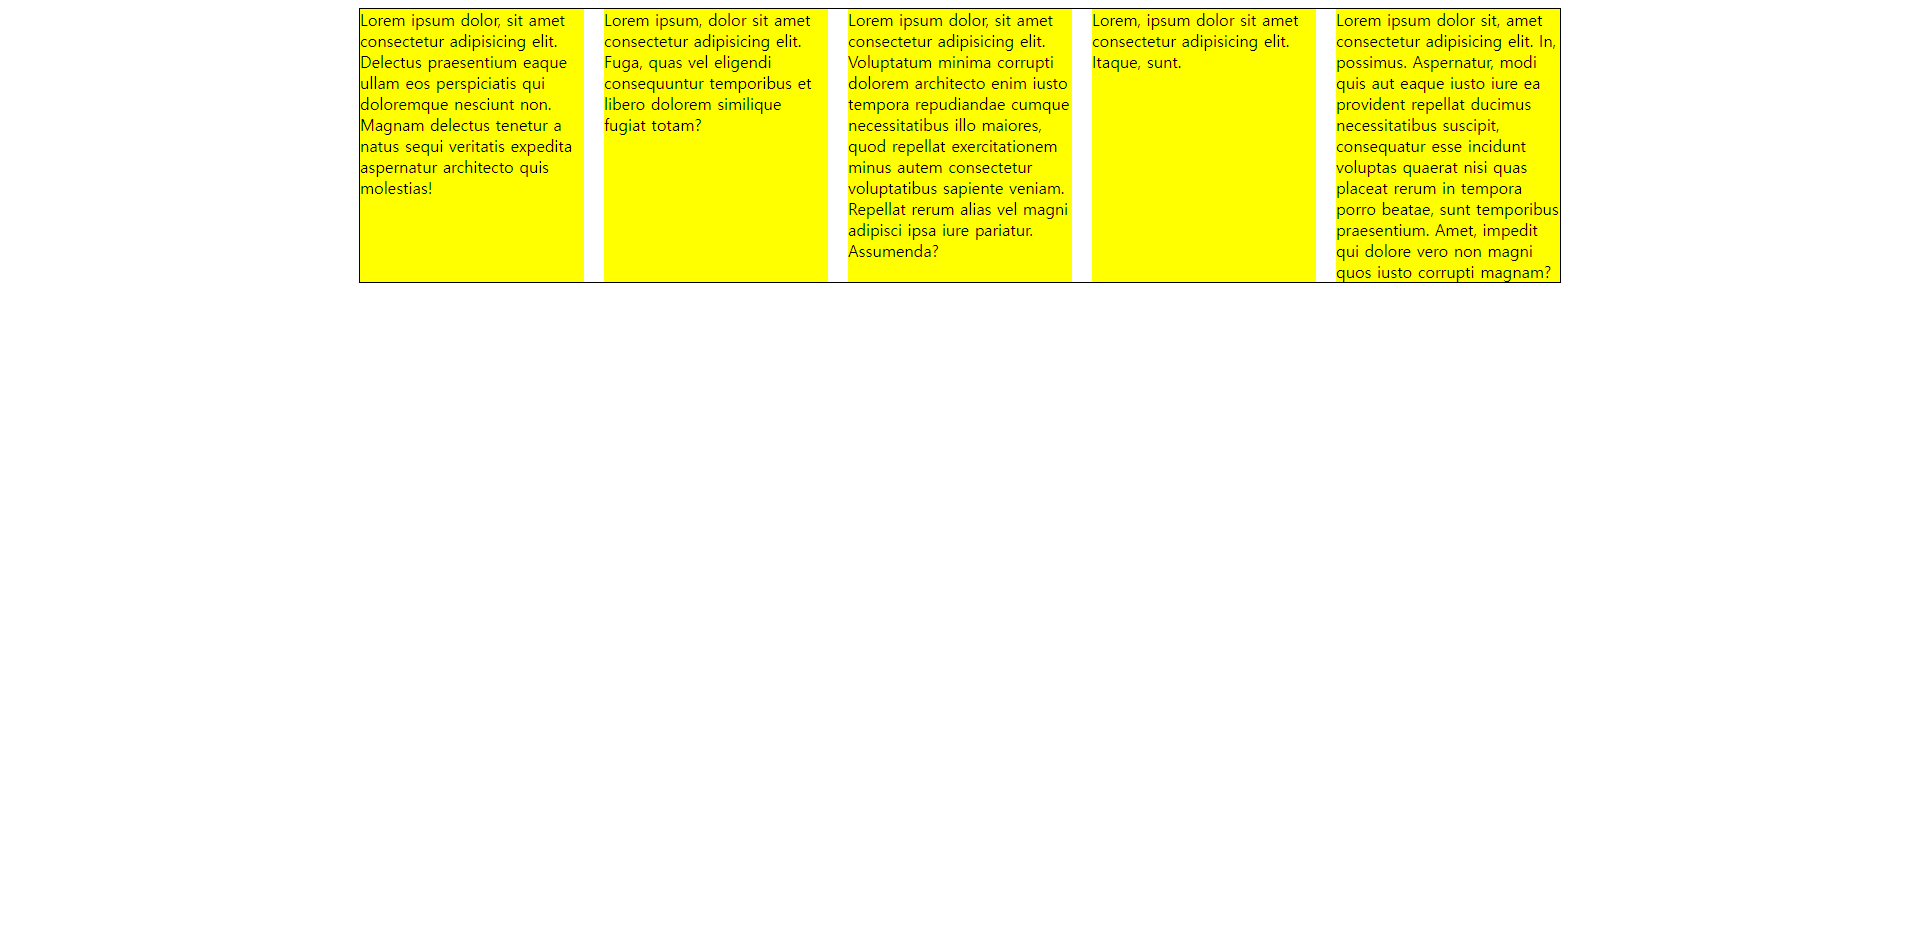 Lorem ipsum dolor, sit amet
consectetur adipisicing elit.
Delectus praesentium eaque
ullam eos perspiciatis qui
doloremque nesciunt non.
Magnam delectus tenetur a
natus sequi veritatis expedita
aspernatur architecto quis
molestias!
Lorem ipsum, dolor sit amet
consectetur adipisicing elit.
Fuga, quas vel eligendi
consequuntur temporibus et
libero dolorem similique
fugiat totam?
Lorem ipsum dolor, sit amet
consectetur adipisicing elit.
Voluptatum minima corrupti
dolorem architecto enim iusto
tempora repudiandae cumque
necessitatibus illo maiores,
quod repellat exercitationem
minus autem consectetur
voluptatibus sapiente veniam.
Repellat rerum alias vel magni
adipisci ipsa iure pariatur.
Assumenda?
Lorem, ipsum dolor sit amet
consectetur adipisicing elit.
Itaque, sunt.
Lorem ipsum dolor sit, amet
consectetur adipisicing elit. In,
possimus. Aspernatur, modi
quis aut eaque iusto iure ea
provident repellat ducimus
necessitatibus suscipit,
consequatur esse incidunt
voluptas quaerat nisi quas
placeat rerum in tempora
porro beatae, sunt temporibus
praesentium. Amet, impedit
qui dolore vero non magni
quos iusto corrupti magnam?